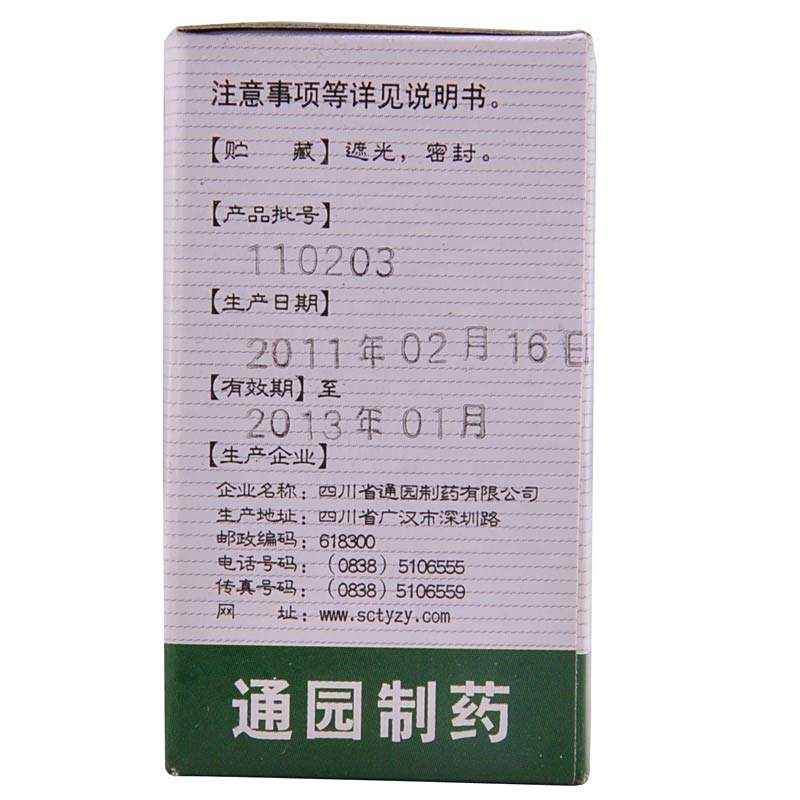 注意事项等详见说明书。
【贮 藏】遮光，密封。
【产品批号】
110203
【生产日期】
2011年02月16日
【有效期】至
2013年01月
【生产企业】
企业名称：四川省通园制药有限公司
生产地址：四川省广汉市深圳路
邮政编码：618300
电话号码：（0838）5106555
传真号码：（0838）5106559
网 址：www.sctyzy.com
通园制药